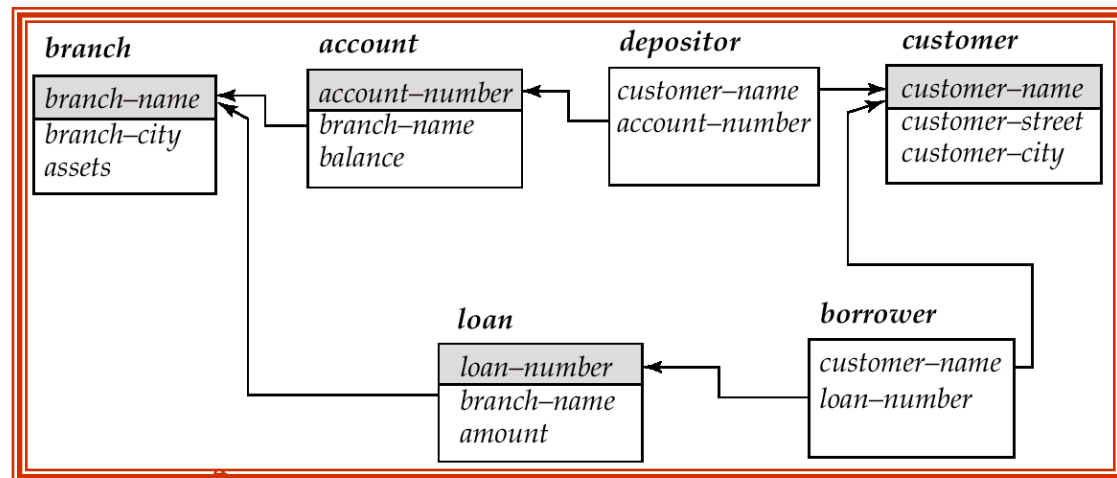 branch
branch–name
branch–city
assets
account
account–number
branch–name
balance
depositor
customer–name
account–number
customer
customer–name
customer–street
customer–city
loan
loan–number
branch–name
amount
borrower
customer–name
loan–number